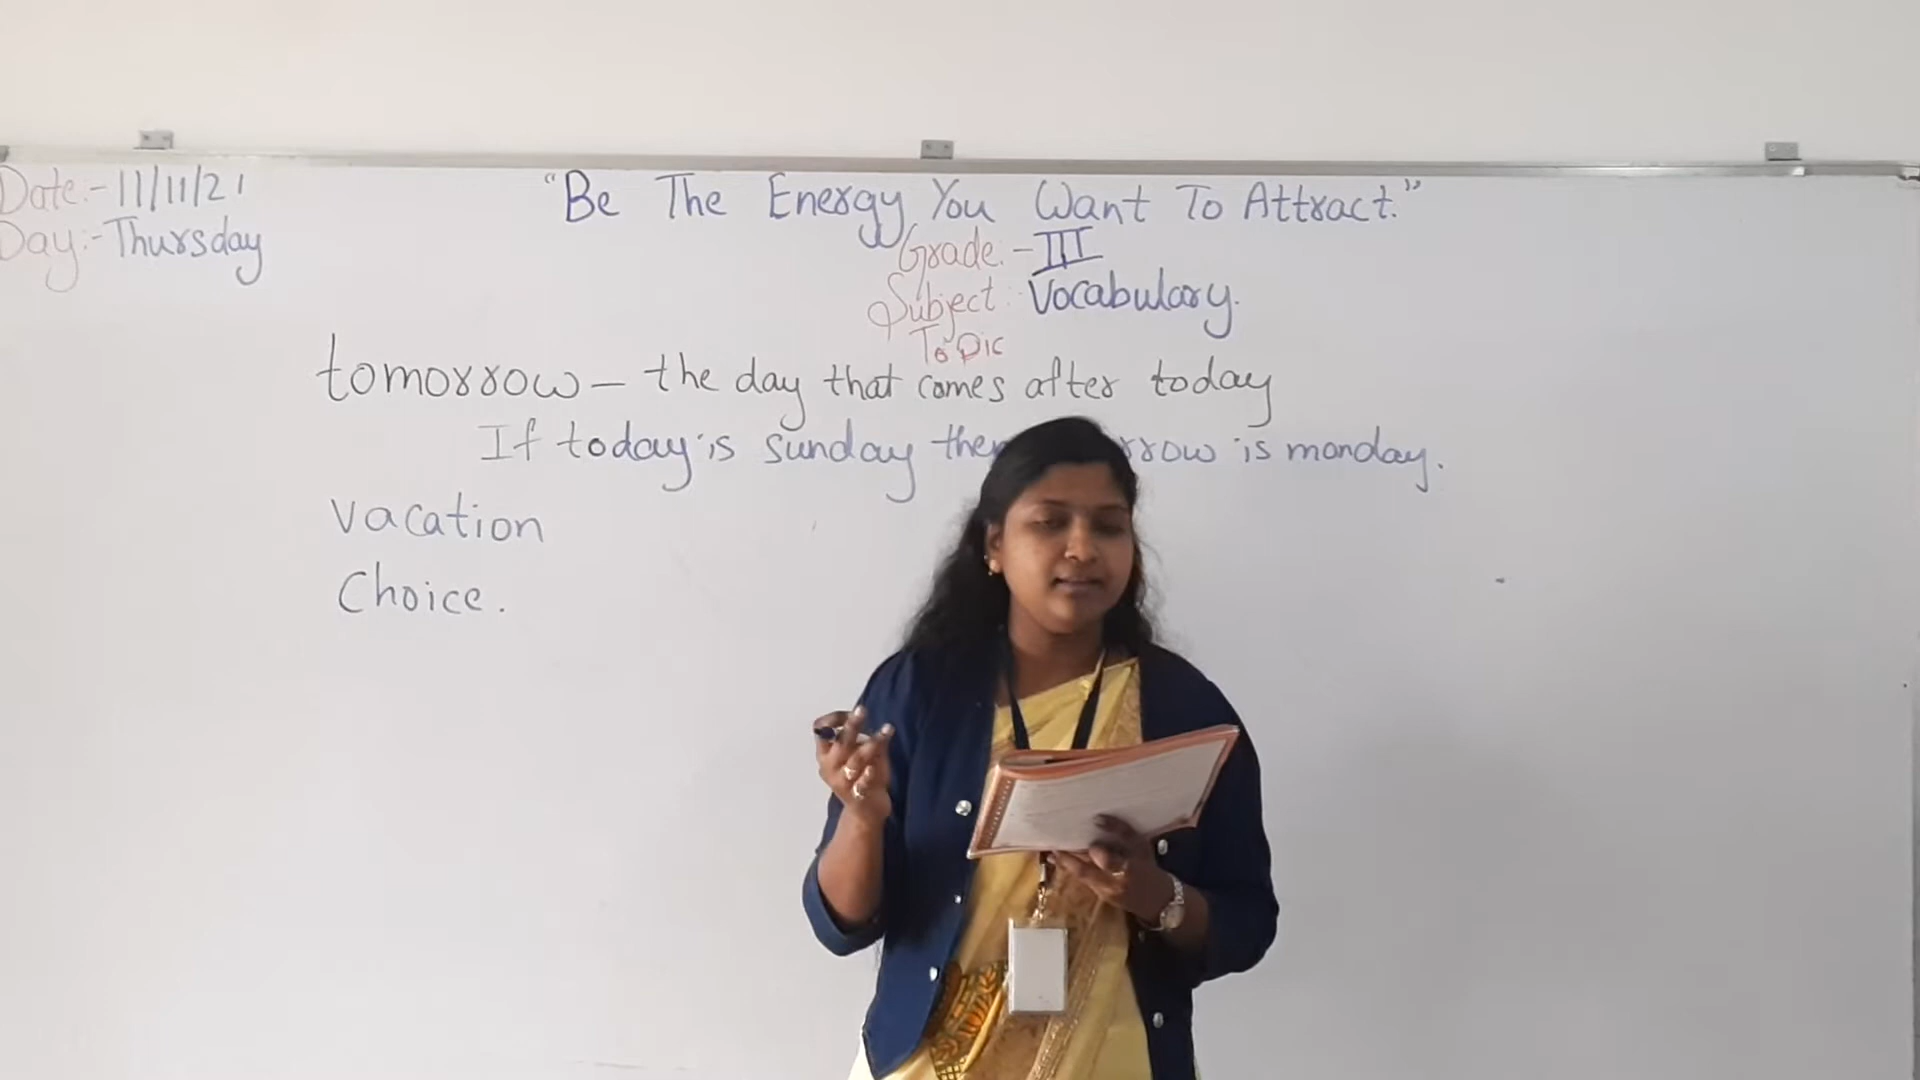 Date:- 11/11/21
Day:- Thursday
"Be The Energy You Want To Attract."
Grade:- III
Subject: Vocabulary.
Topic
tomorrow - the day that comes after today
If today is sunday then is monday.
vacation
Choice.